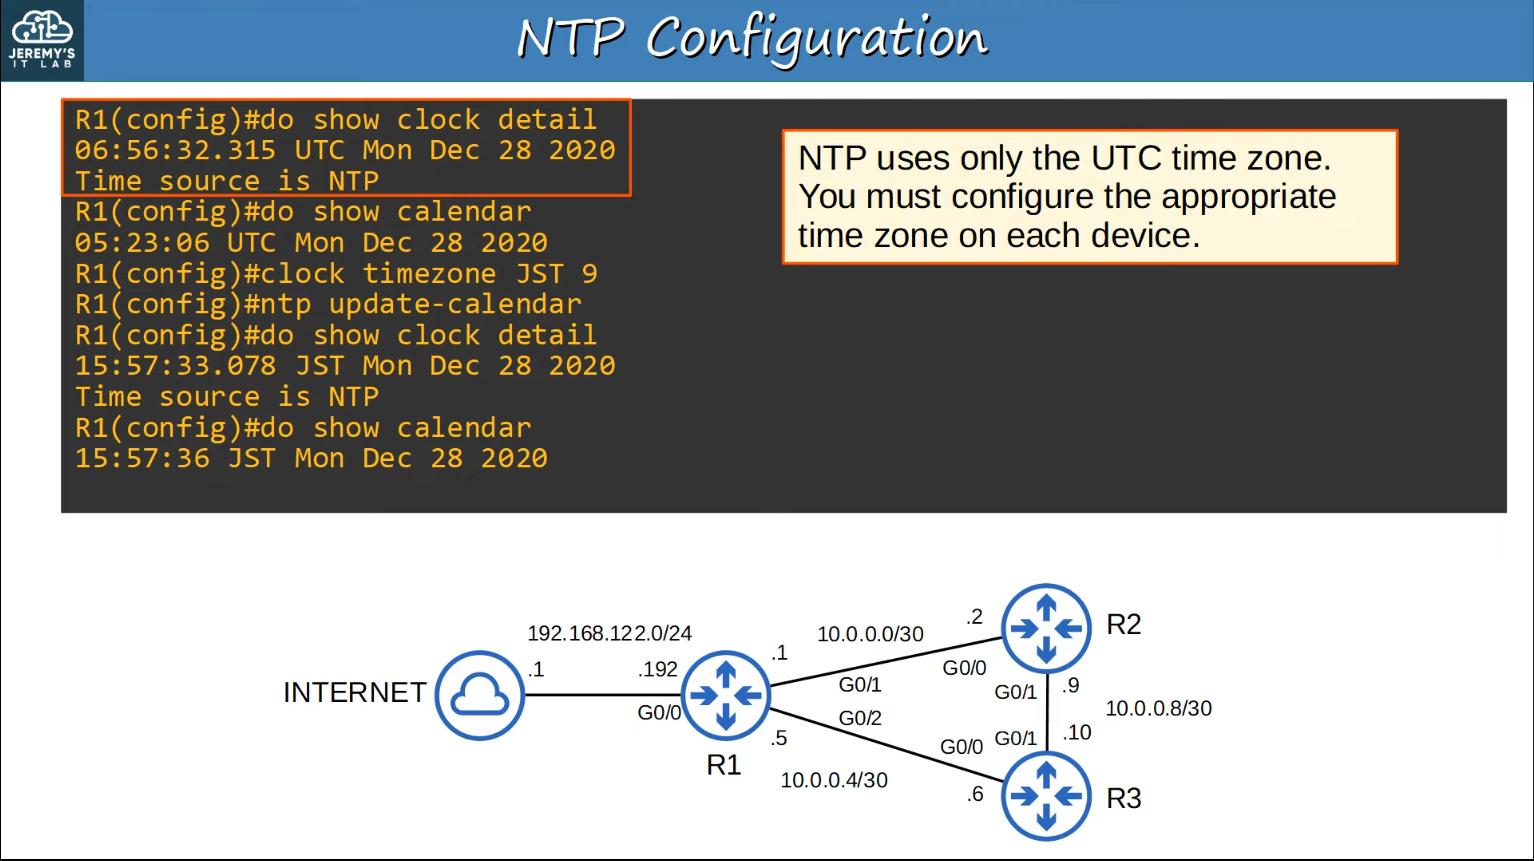 JEREMY'S
IT LAB
NTP Configuration
R1(config)#do show clock detail
06:56:32.315 UTC Mon Dec 28 2020
Time source is NTP
R1(config)#do show calendar
05:23:06 UTC Mon Dec 28 2020
R1(config)#clock timezone JST 9
R1(config)#ntp update-calendar
R1(config)#do show clock detail
15:57:33.078 JST Mon Dec 28 2020
Time source is NTP
R1(config)#do show calendar
15:57:36 JST Mon Dec 28 2020
NTP uses only the UTC time zone.
You must configure the appropriate
time zone on each device.
INTERNET
192.168.122.0/24
.1
.192
G0/0
R1
.1
10.0.0.0/30
.2
G0/1
G0/0
R2
G0/1
.9
10.0.0.8/30
.5
G0/2
10.0.0.4/30
G0/0
G0/1
.10
.6
R3